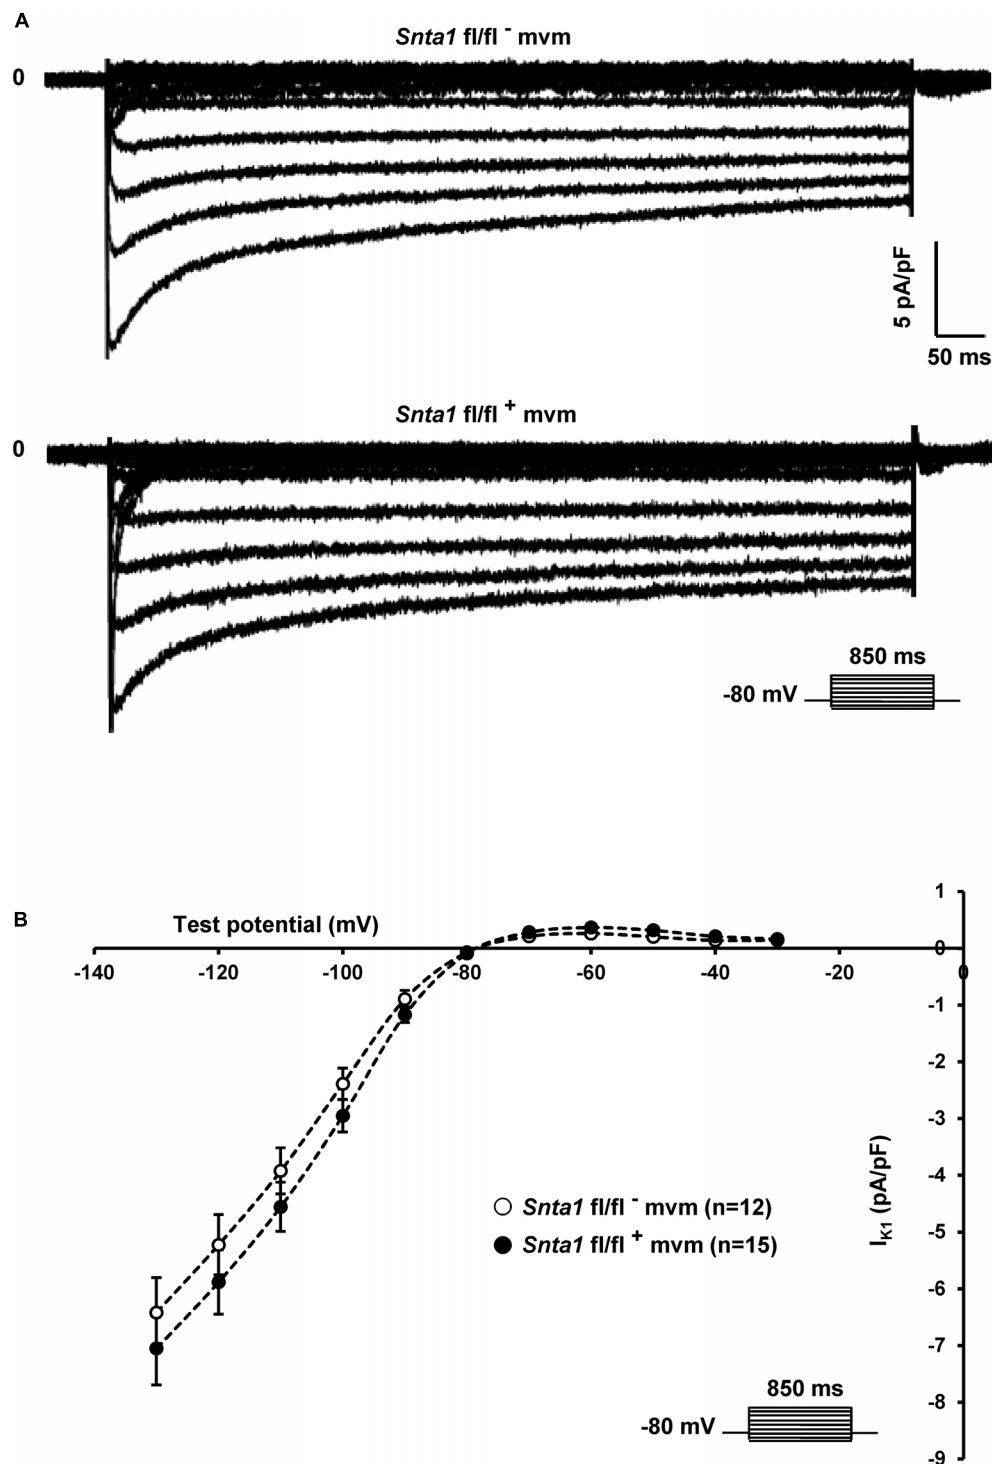 A
Snta1 fl/fl - mvm
0
5 pA/pF
50 ms
Snta1 fl/fl + mvm
0
850 ms
-80 mV
B
Test potential (mV)
1
0
-140 -120 -100 -80 -60 -40 -20 0
-1
-2
-3
-4
-5
-6
-7
-8
-9
IK1 (pA/pF)
Snta1 fl/fl - mvm (n=12)
Snta1 fl/fl + mvm (n=15)
850 ms
-80 mV